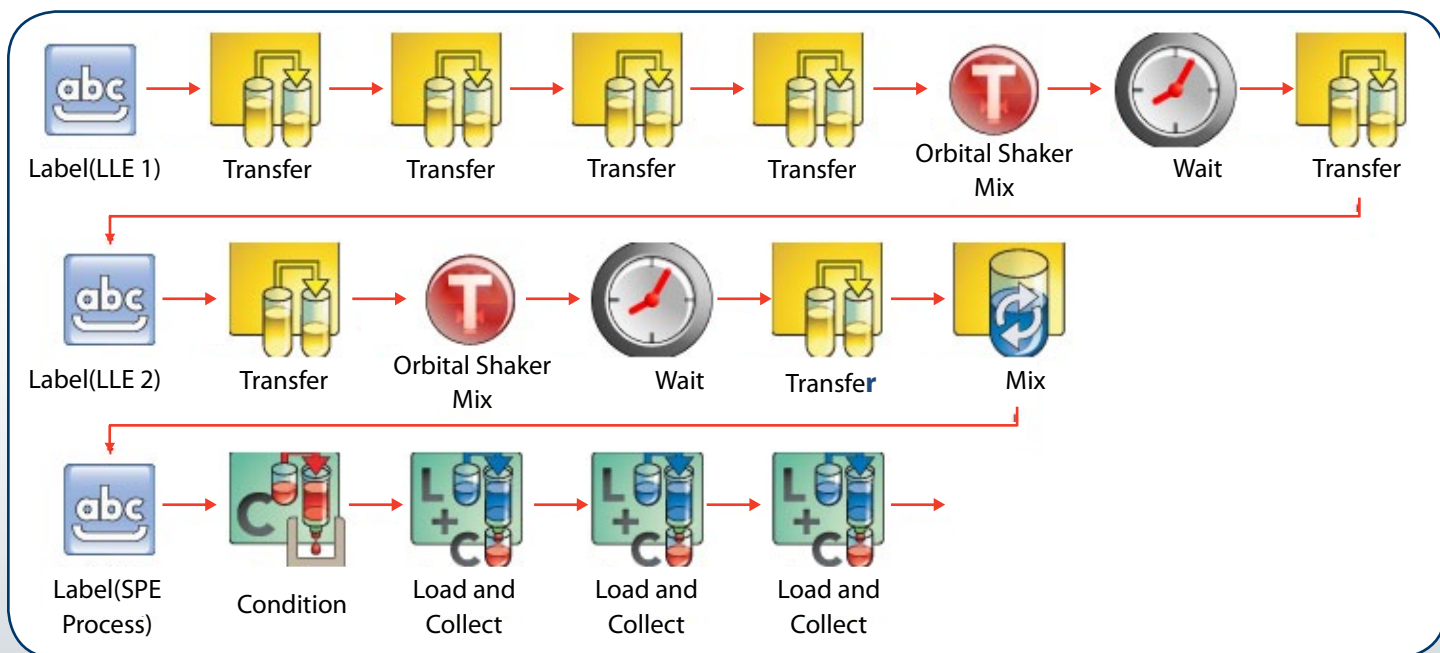 abc
T
Label(LLE 1)
Transfer
Transfer
Transfer
Transfer
Orbital Shaker
Mix
Wait
Transfer
abc
T
Label(LLE 2)
Transfer
Orbital Shaker
Mix
Wait
Transfer
Mix
abc
C
L
+
C
L
+
C
L
+
C
Label(SPE
Process)
Condition
Load and
Collect
Load and
Collect
Load and
Collect